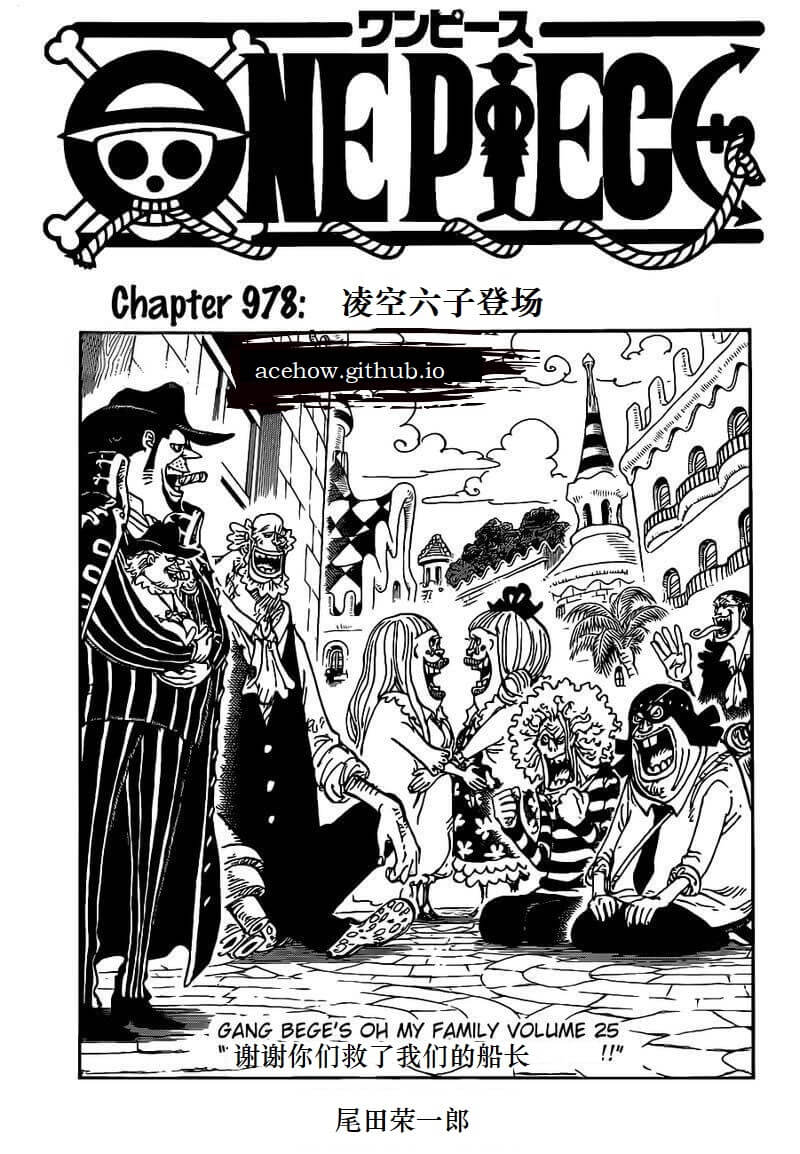 ワンピース
ONE PIECE
Chapter 978: 凌空六子登场
acehow.github.io
GANG BEGE'S OH MY FAMILY VOLUME 25
"谢谢你们救了我们的船长 !!"
尾田荣一郎